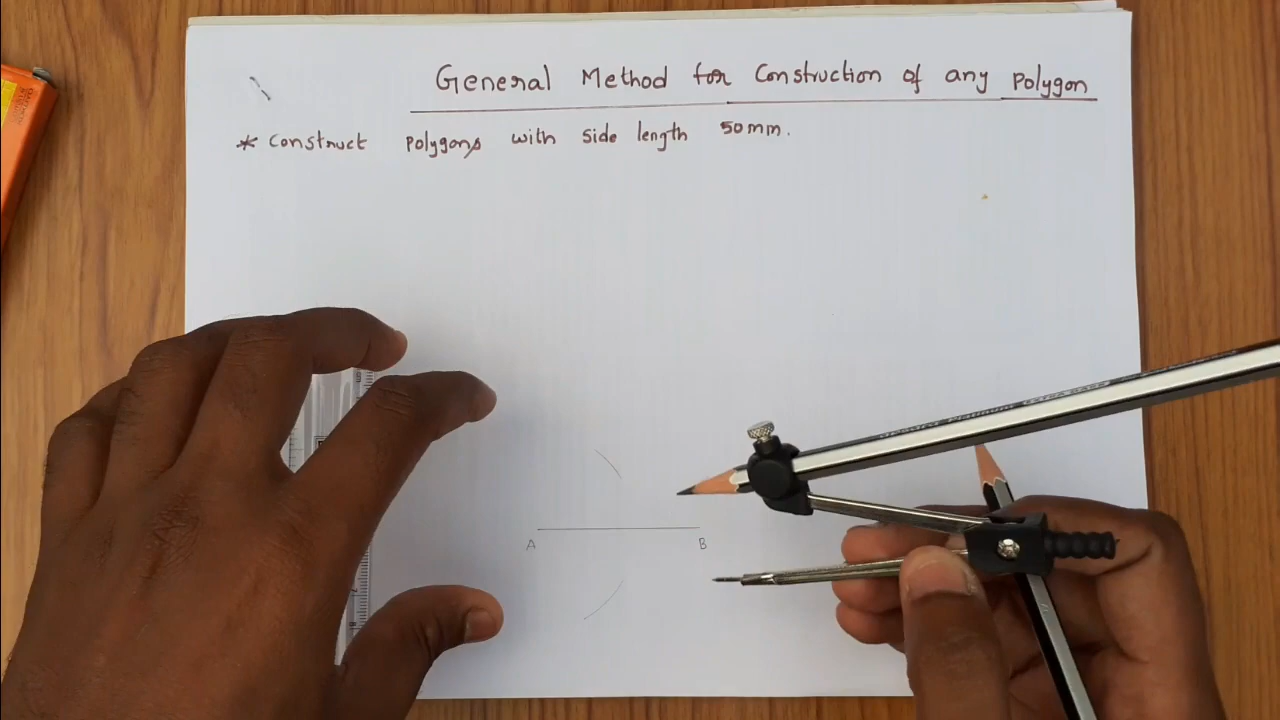 General Method for Construction of any Polygon
* Construct Polygons with side length 50mm.
A B